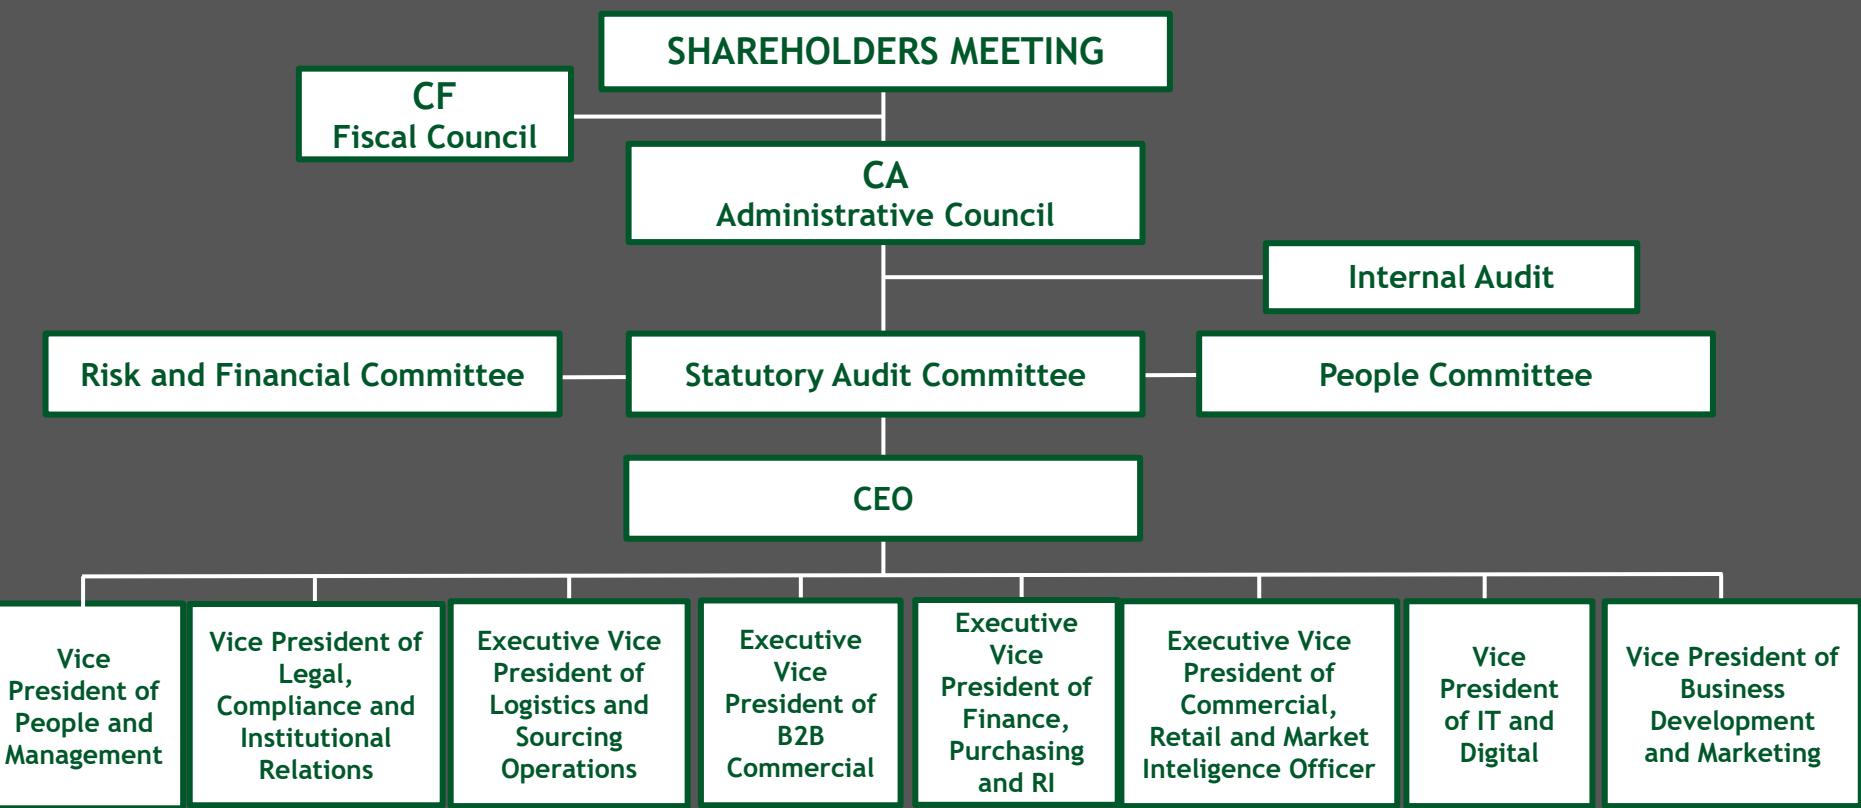 SHAREHOLDERS MEETING
CF
Fiscal Council
CA
Administrative Council
Internal Audit
Risk and Financial Committee
Statutory Audit Committee
People Committee
CEO
Vice
President of
People and
Management
Vice President of
Legal,
Compliance and
Institutional
Relations
Executive Vice
President of
Logistics and
Sourcing
Operations
Executive
Vice
President of
B2B
Commercial
Executive
Vice
President of
Finance,
Purchasing
and RI
Executive Vice
President of
Commercial,
Retail and Market
Inteligence Officer
Vice
President
of IT and
Digital
Vice President of
Business
Development
and Marketing